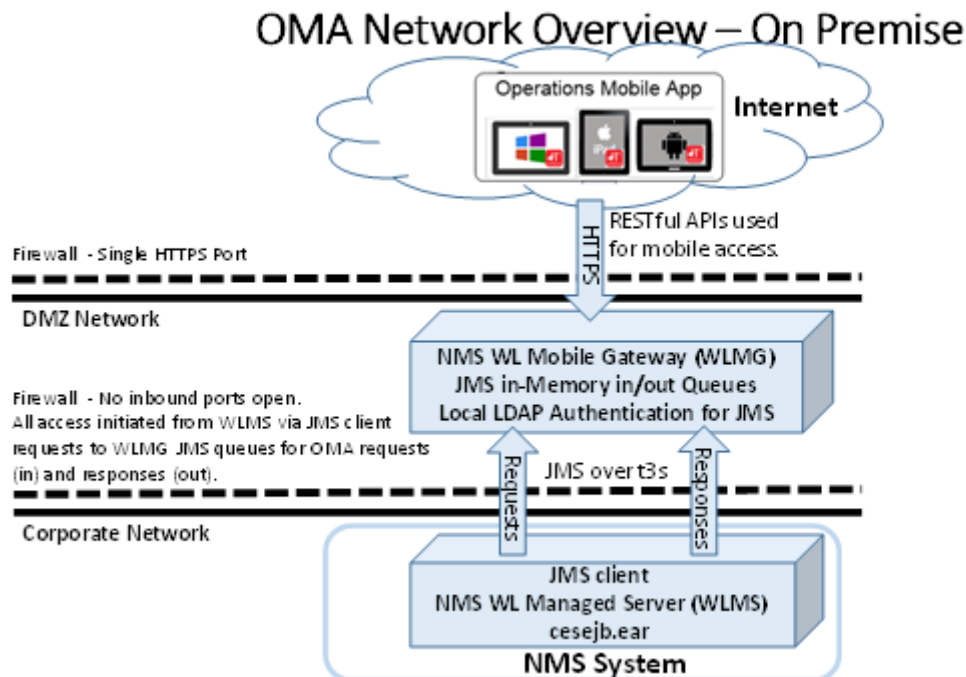 OMA Network Overview – On Premise
Operations Mobile App
Internet
iPad
HTTPS
RESTful APIs used
for mobile access.
Firewall - Single HTTPS Port
DMZ Network
NMS WL Mobile Gateway (WLMG)
JMS in-Memory in/out Queues
Local LDAP Authentication for JMS
Firewall - No inbound ports open.
All access initiated from WLMS via JMS client
requests to WLMG JMS queues for OMA requests
(in) and responses (out).
Requests
JMS over t3s
Responses
Corporate Network
JMS client
NMS WL Managed Server (WLMS)
cesejb.ear
NMS System